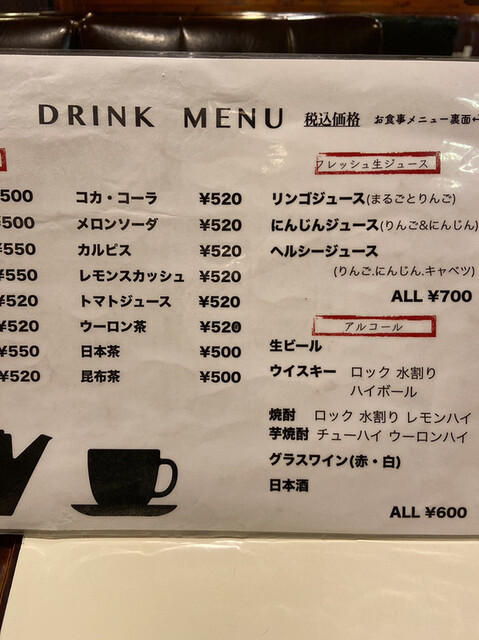 DRINK MENU 税込価格 お食事メニュー裏面
¥500
¥500
¥550
¥550
¥520
¥520
¥550
¥520
コカ・コーラ ¥520
メロンソーダ ¥520
カルピス ¥520
レモンスカッシュ ¥520
トマトジュース ¥520
ウーロン茶 ¥520
日本茶 ¥500
昆布茶 ¥500
フレッシュ生ジュース
リンゴジュース(まるごとりんご)
にんじんジュース(りんご&にんじん)
ヘルシージュース
(りんご.にんじん.キャベツ)
ALL ¥700
アルコール
生ビール
ウイスキー ロック 水割り
ハイボール
焼酎 ロック 水割り レモンハイ
芋焼酎 チューハイ ウーロンハイ
グラスワイン(赤・白)
日本酒
ALL ¥600